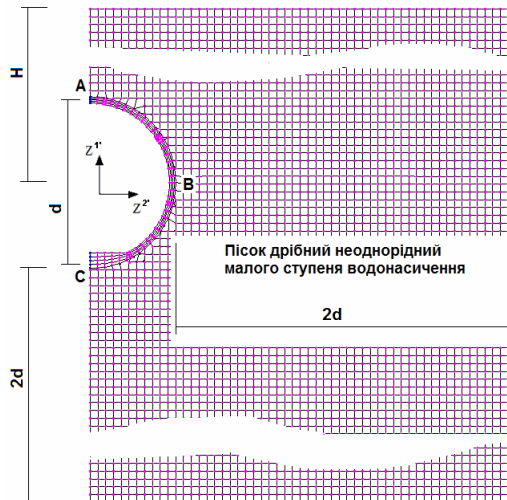 H
A
z1'
d
B
z2'
C
Пісок дрібний неоднорідний
малого ступеня водонасичення
2d
2d